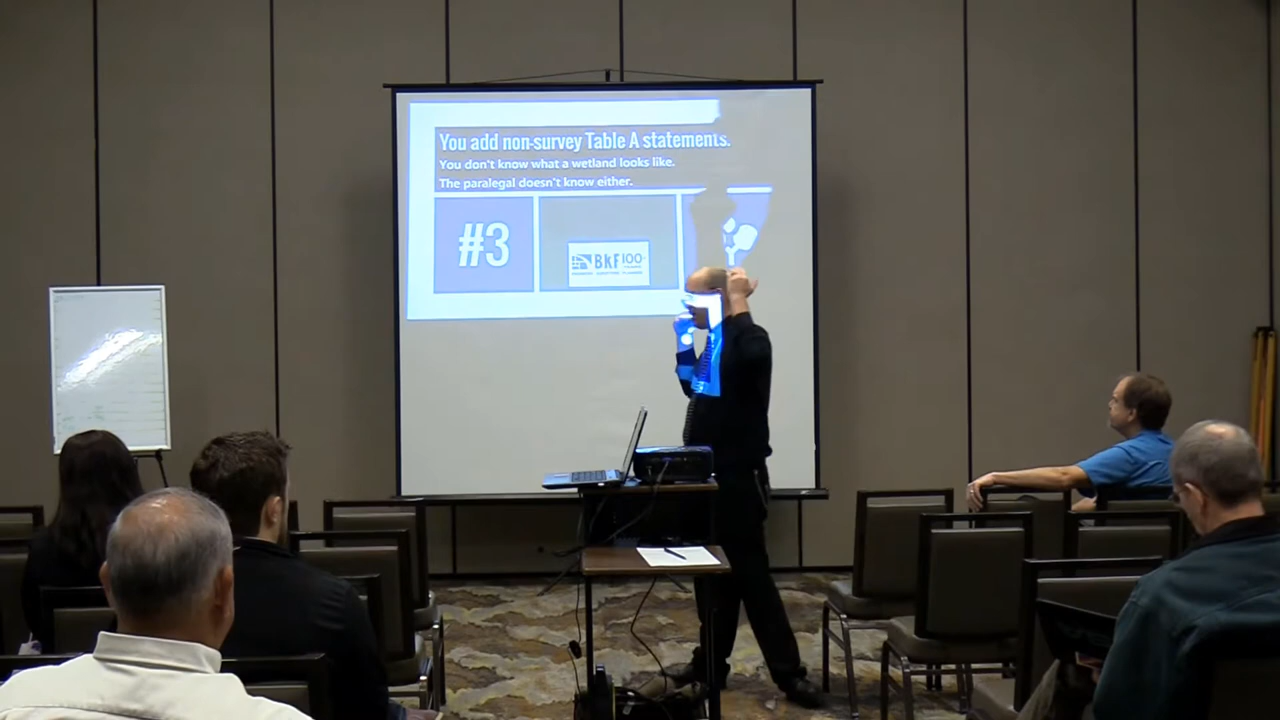 You add non-survey Table A statements.
You don't know what a wetland looks like.
The paralegal doesn't know either.
#3
BKF 100+